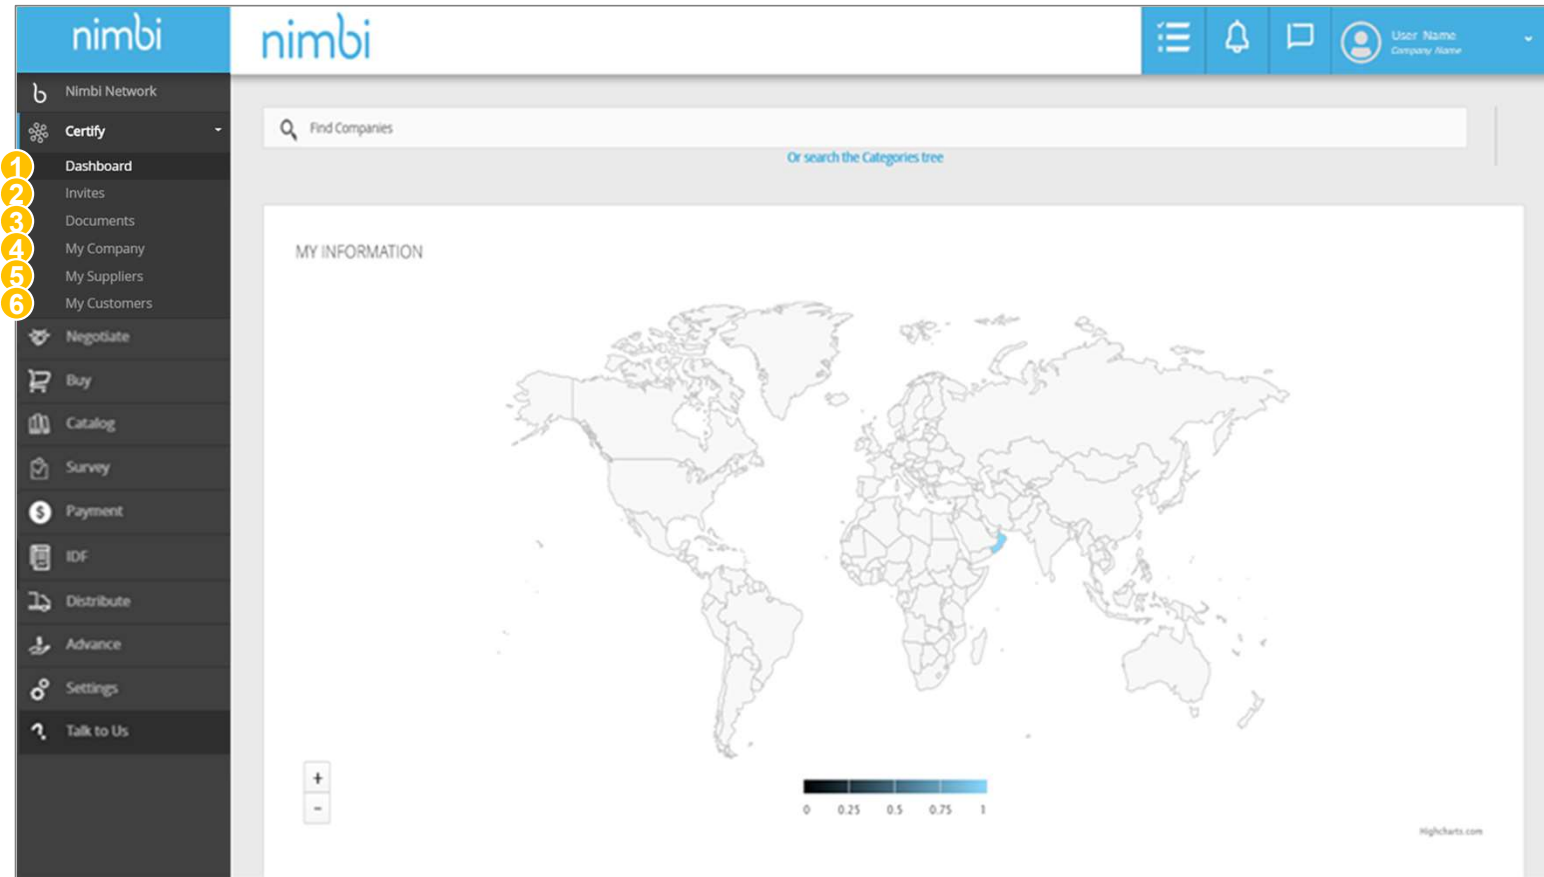 nimbi
nimbi
User Name
Company Name
Nimbi Network
Certify
1 Dashboard
2 Invites
3 Documents
4 My Company
5 My Suppliers
6 My Customers
Negotiate
Buy
Catalog
Survey
Payment
IDF
Distribute
Advance
Settings
Talk to Us
Find Companies
Or search the Categories tree
MY INFORMATION
+
-
0 0.25 0.5 0.75 1
Highcharts.com